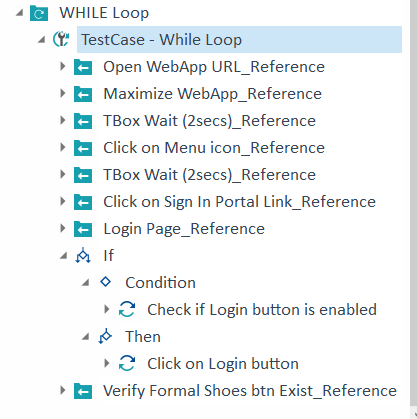 WHILE Loop
TestCase - While Loop
Open WebApp URL_Reference
Maximize WebApp_Reference
TBox Wait (2secs)_Reference
Click on Menu icon_Reference
TBox Wait (2secs)_Reference
Click on Sign In Portal Link_Reference
Login Page_Reference
If
Condition
Check if Login button is enabled
Then
Click on Login button
Verify Formal Shoes btn Exist_Reference